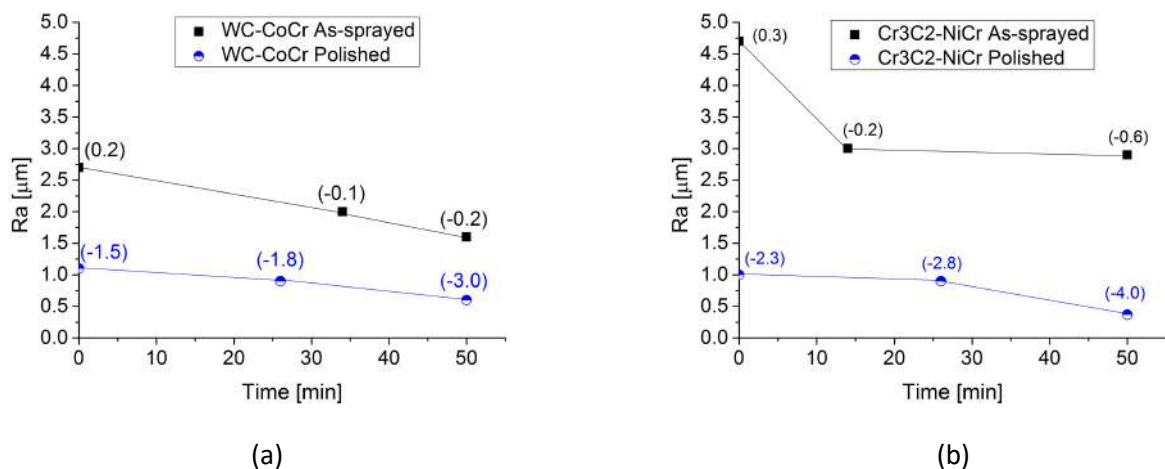 WC-CoCr As-sprayed
WC-CoCr Polished
5.0
4.5
4.0
3.5
3.0
2.5
2.0
1.5
1.0
0.5
0.0
Ra [μm]
(0.2)
(-0.1)
(-0.2)
(-1.5)
(-1.8)
(-3.0)
0 10 20 30 40 50
Time [min]
(a)
Cr3C2-NiCr As-sprayed
Cr3C2-NiCr Polished
5.0
4.5
4.0
3.5
3.0
2.5
2.0
1.5
1.0
0.5
0.0
Ra [μm]
(0.3)
(-0.2)
(-0.6)
(-2.3)
(-2.8)
(-4.0)
0 10 20 30 40 50
Time [min]
(b)